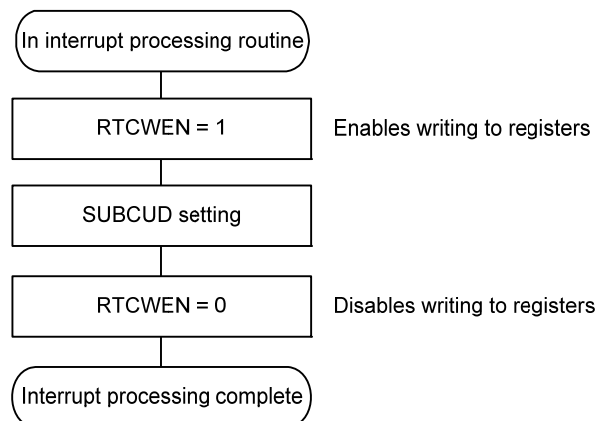 In interrupt processing routine
RTCWEN = 1
Enables writing to registers
SUBCUD setting
RTCWEN = 0
Disables writing to registers
Interrupt processing complete